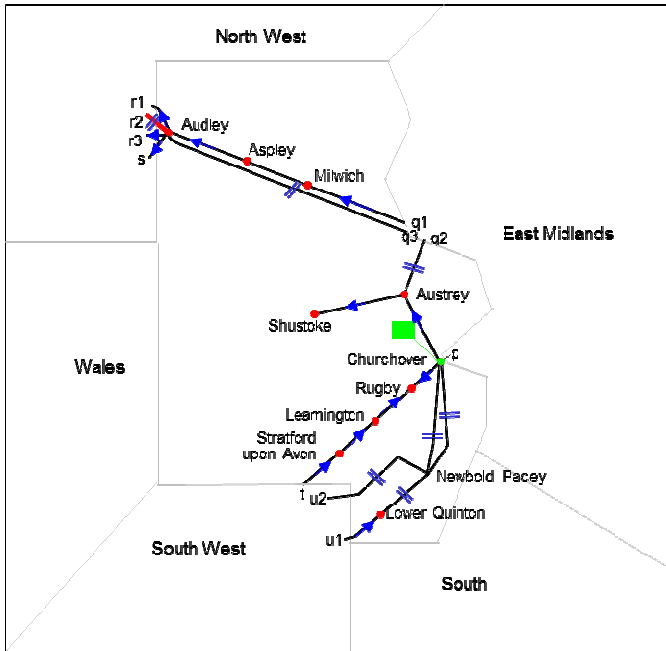 North West
r1
r2
Audley
r3
s
Aspley
Milwich
q1
q3
q2
East Midlands
Austrey
Shustoke
Churchover
p
Wales
Rugby
Leamington
Stratford
upon Avon
Newbold Pacey
t
u2
Lower Quinton
u1
South West
South